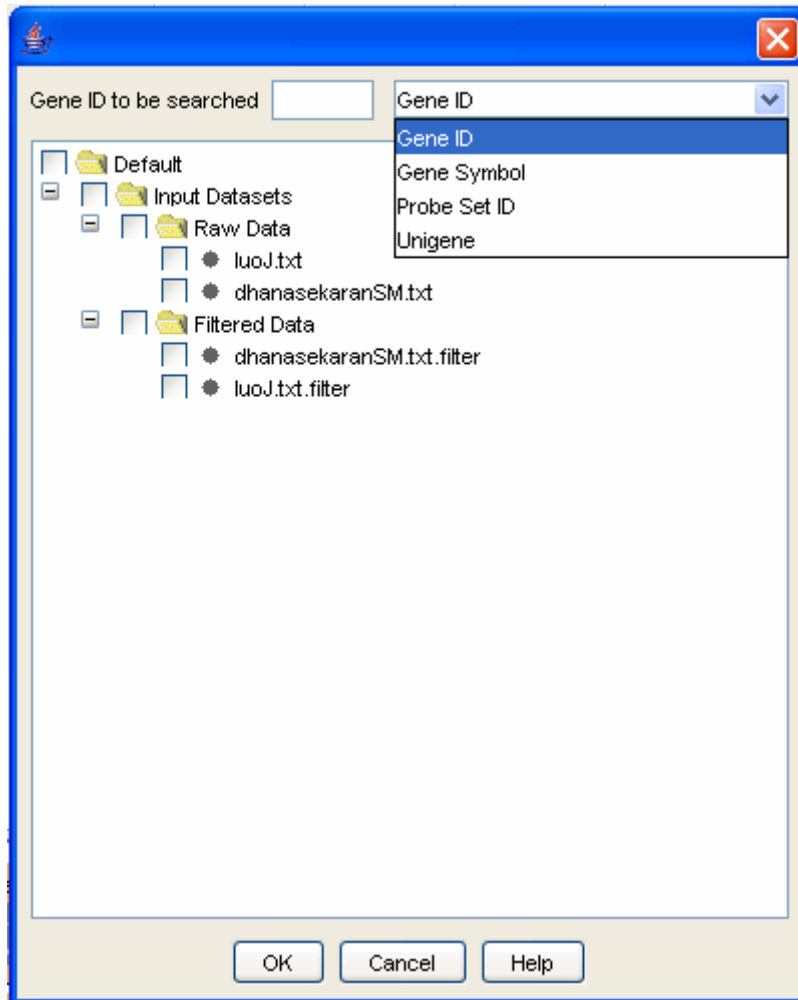 Gene ID to be searched Gene ID
Gene ID
Gene Symbol
Probe Set ID
Unigene
Default
Input Datasets
Raw Data
luoJ.txt
dhanasekaranSM.txt
Filtered Data
dhanasekaranSM.txt.filter
luoJ.txt.filter
OK Cancel Help